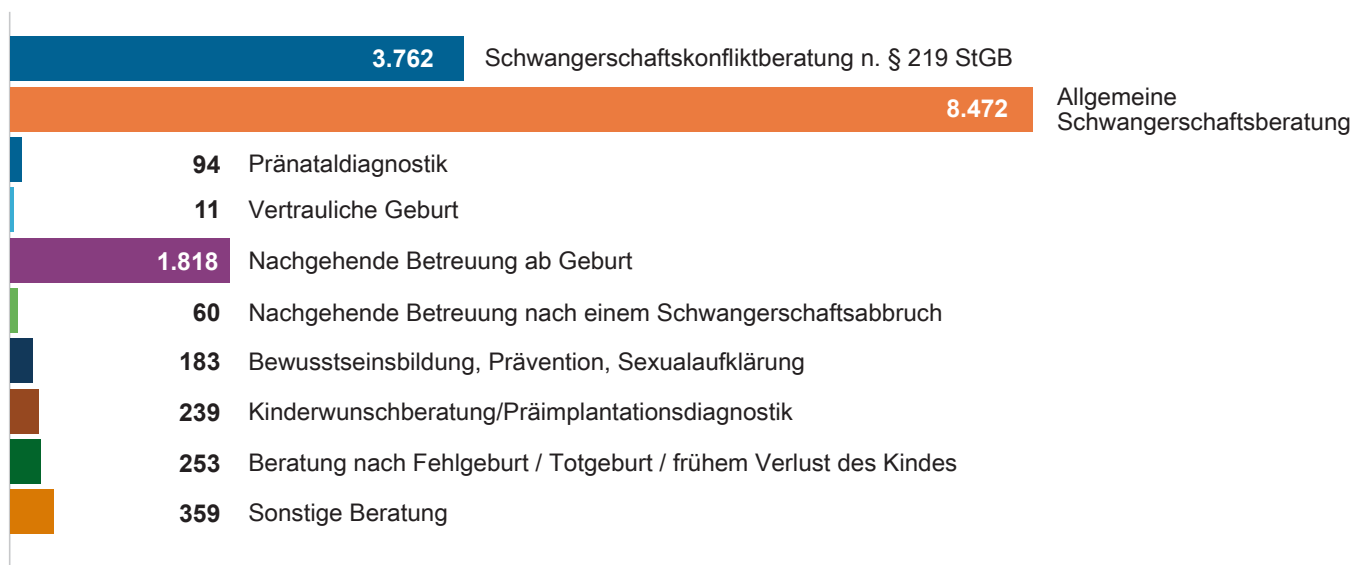 3.762 Schwangerschaftskonfliktberatung n. § 219 StGB
8.472 Allgemeine
Schwangerschaftsberatung
94 Pränataldiagnostik
11 Vertrauliche Geburt
1.818 Nachgehende Betreuung ab Geburt
60 Nachgehende Betreuung nach einem Schwangerschaftsabbruch
183 Bewusstseinsbildung, Prävention, Sexualaufklärung
239 Kinderwunschberatung/Präimplantationsdiagnostik
253 Beratung nach Fehlgeburt / Totgeburt / frühem Verlust des Kindes
359 Sonstige Beratung